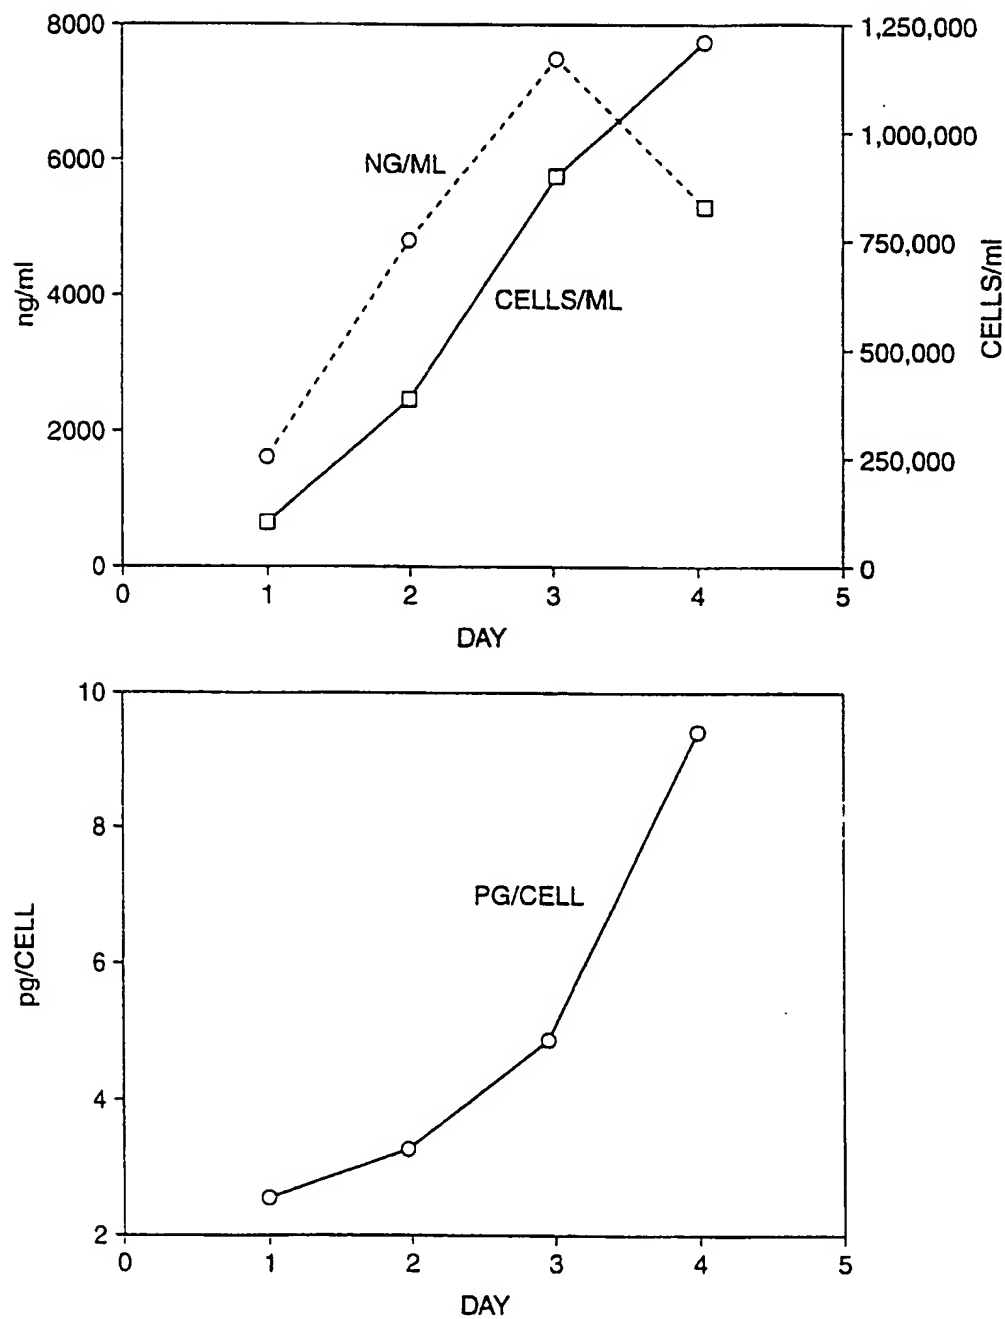 8000
1,250,000
1,000,000
NG/ML
6000
750,000
ng/ml
4000
CELLS/ML
CELLS/ml
500,000
2000
250,000
0
0
0 1 2 3 4 5
DAY
10
8
PG/CELL
pg/CELL
6
4
2
0 1 2 3 4 5
DAY